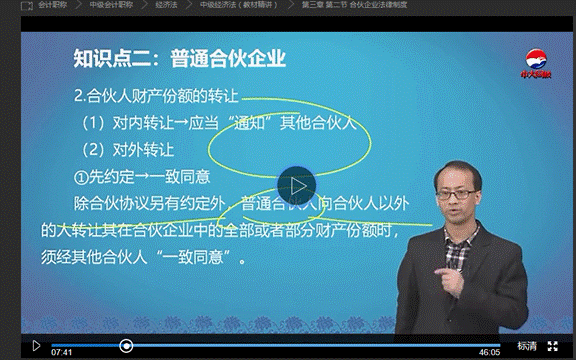 会计职称 > 中级会计职称 > 经济法 > 中级经济法（教材精讲） > 第三章 第二节 合伙企业法律制度
知识点二：普通合伙企业
2.合伙人财产份额的转让
（1）对内转让→应当“通知”其他合伙人
（2）对外转让
①先约定→一致同意
除合伙协议另有约定外，普通合伙人向合伙人以外
的大转让其在合伙企业中的全部或者部分财产份额时，
须经其他合伙人“一致同意”。
07:41
46:05
标清